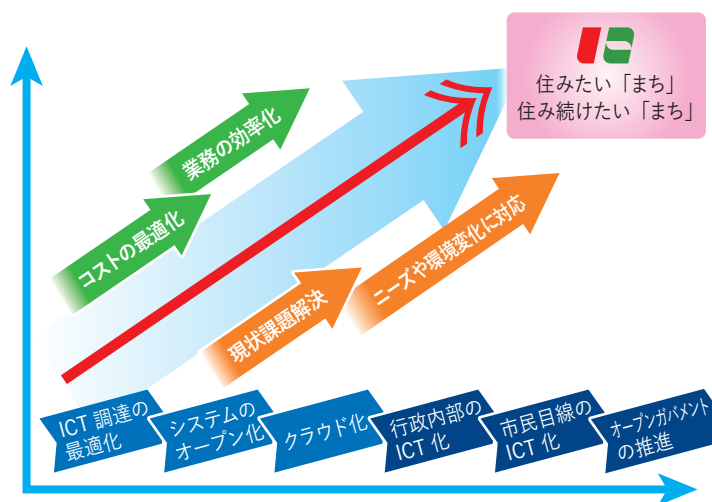 住みたい「まち」
住み続けたい「まち」
業務の効率化
コストの最適化
ニーズや環境変化に対応
現状課題解決
ICT 調達の
最適化
システムの
オープン化
クラウド化
行政内部の
ICT 化
市民目線の
ICT 化
オープンガバメント
の推進